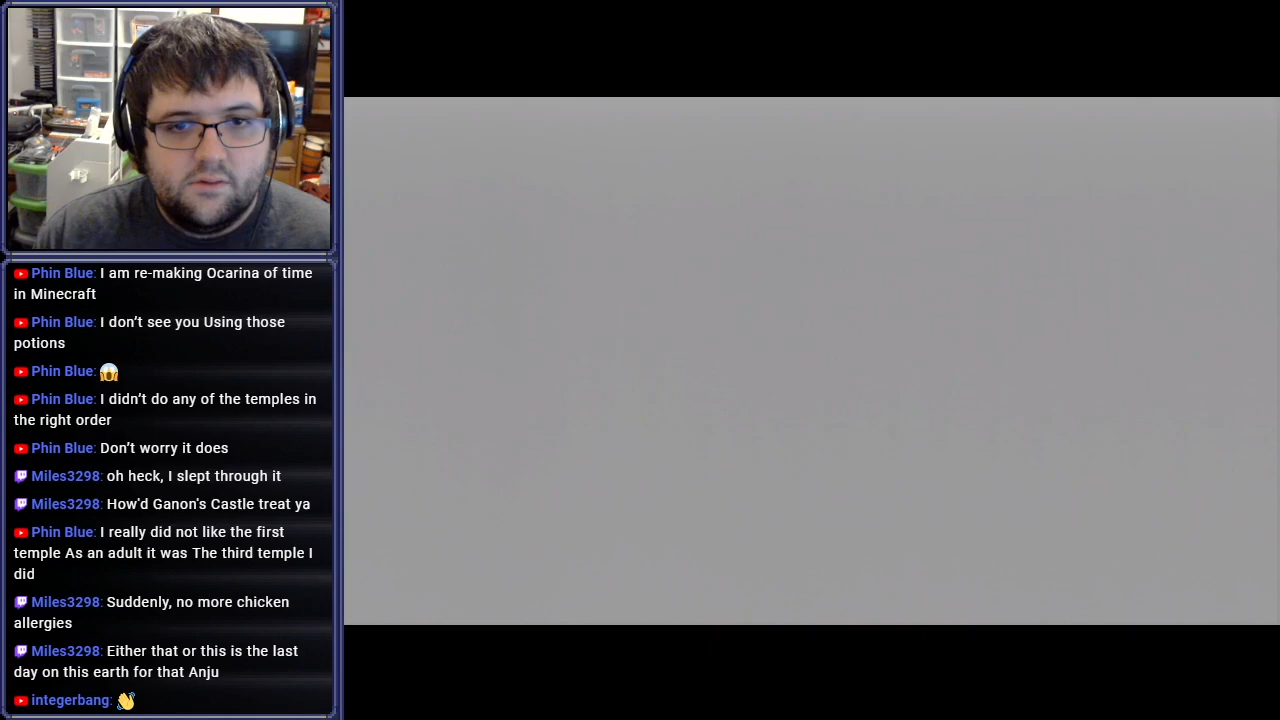 Phin Blue: I am re-making Ocarina of time
in Minecraft
Phin Blue: I don’t see you Using those
potions
Phin Blue: 😱
Phin Blue: I didn’t do any of the temples in
the right order
Phin Blue: Don’t worry it does
Miles3298: oh heck, I slept through it
Miles3298: How'd Ganon's Castle treat ya
Phin Blue: I really did not like the first
temple As an adult it was The third temple I
did
Miles3298: Suddenly, no more chicken
allergies
Miles3298: Either that or this is the last
day on this earth for that Anju
integerbang: 👋